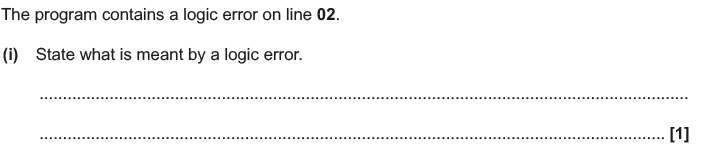 The program contains a logic error on line 02.
(i) State what is meant by a logic error.
..........................................................................................................................................
..................................................................................................................................... [1]